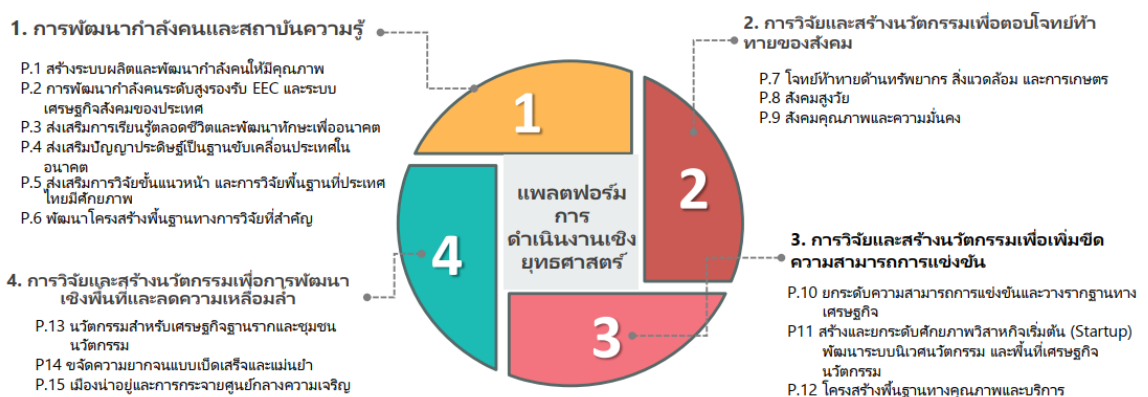 1. การพัฒนากำลังคนและสถาบันความรู้
P.1 สร้างระบบผลิตและพัฒนากำลังคนให้มีคุณภาพ
P.2 การพัฒนากำลังคนระดับสูงรองรับ EEC และระบบ
เศรษฐกิจสังคมของประเทศ
P.3 ส่งเสริมการเรียนรู้ตลอดชีวิตและพัฒนาทักษะเพื่ออนาคต
P.4 ส่งเสริมปัญญาประดิษฐ์เป็นฐานขับเคลื่อนประเทศใน
อนาคต
P.5 ส่งเสริมการวิจัยขั้นแนวหน้า และการวิจัยพื้นฐานที่ประเทศ
ไทยมีศักยภาพ
P.6 พัฒนาโครงสร้างพื้นฐานทางการวิจัยที่สำคัญ
2. การวิจัยและสร้างนวัตกรรมเพื่อตอบโจทย์ท้า
ทายของสังคม
P.7 โจทย์ท้าทายด้านทรัพยากร สิ่งแวดล้อม และการเกษตร
P.8 สังคมสูงวัย
P.9 สังคมคุณภาพและความมั่นคง
1
2
3
4
แพลตฟอร์ม
การ
ดำเนินงานเชิง
ยุทธศาสตร์
3. การวิจัยและสร้างนวัตกรรมเพื่อเพิ่มขีด
ความสามารถการแข่งขัน
P.10 ยกระดับความสามารถการแข่งขันและวางรากฐานทาง
เศรษฐกิจ
P11 สร้างและยกระดับศักยภาพวิสาหกิจเริ่มต้น (Startup)
พัฒนาระบบนิเวศนวัตกรรม และพื้นที่เศรษฐกิจ
นวัตกรรม
P.12 โครงสร้างพื้นฐานทางคุณภาพและบริการ
4. การวิจัยและสร้างนวัตกรรมเพื่อการพัฒนา
เชิงพื้นที่และลดความเหลื่อมล้ำ
P.13 นวัตกรรมสำหรับเศรษฐกิจฐานรากและชุมชน
นวัตกรรม
P14 ขจัดความยากจนแบบเบ็ดเสร็จและแม่นยำ
P.15 เมืองน่าอยู่และการกระจายศูนย์กลางความเจริญ